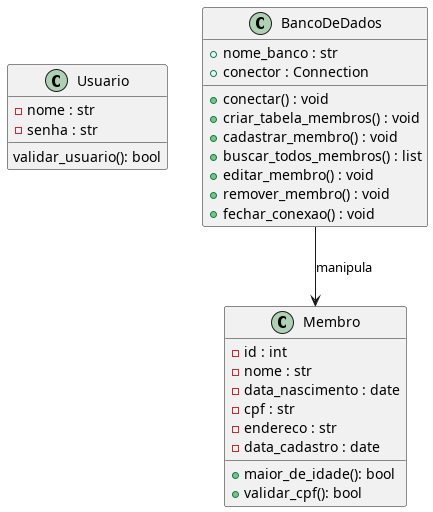 C Usuario
nome : str
senha : str
validar_usuario(): bool
C BancoDeDados
nome_banco : str
conector : Connection
conectar() : void
criar_tabela_membros() : void
cadastrar_membro() : void
buscar_todos_membros() : list
editar_membro() : void
remover_membro() : void
fechar_conexao() : void
manipula
C Membro
id : int
nome : str
data_nascimento : date
cpf : str
endereco : str
data_cadastro : date
maior_de_idade(): bool
validar_cpf(): bool